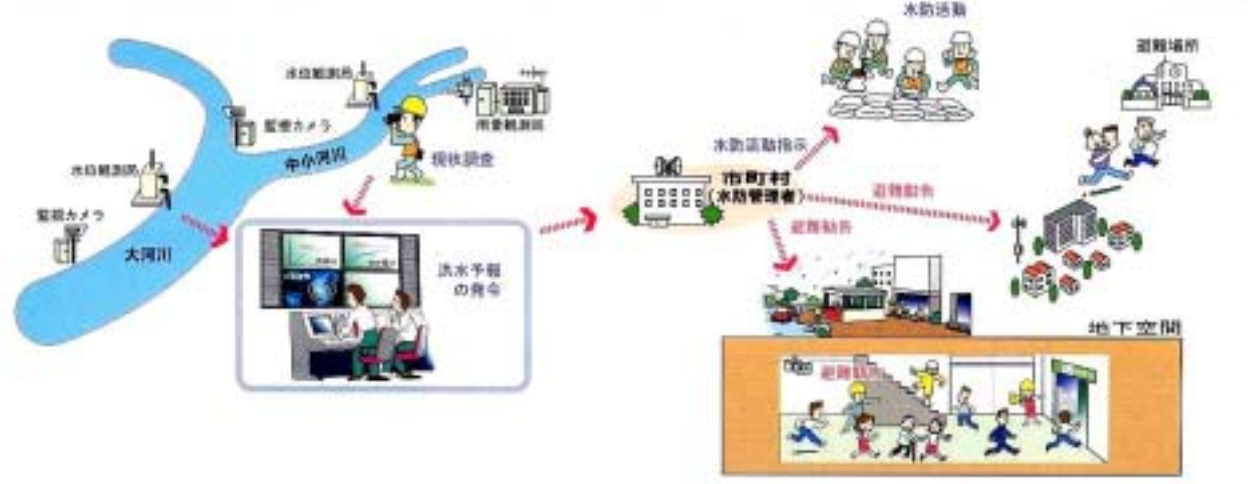 水防活動
避難場所
水位観測所
雨量観測所
監視カメラ
中小河川
現状調査
水防活動指示
水位観測所
市町村
(水防管理者)
避難勧告
監視カメラ
避難勧告
大河川
洪水予報
の発令
地下空間
避難勧告